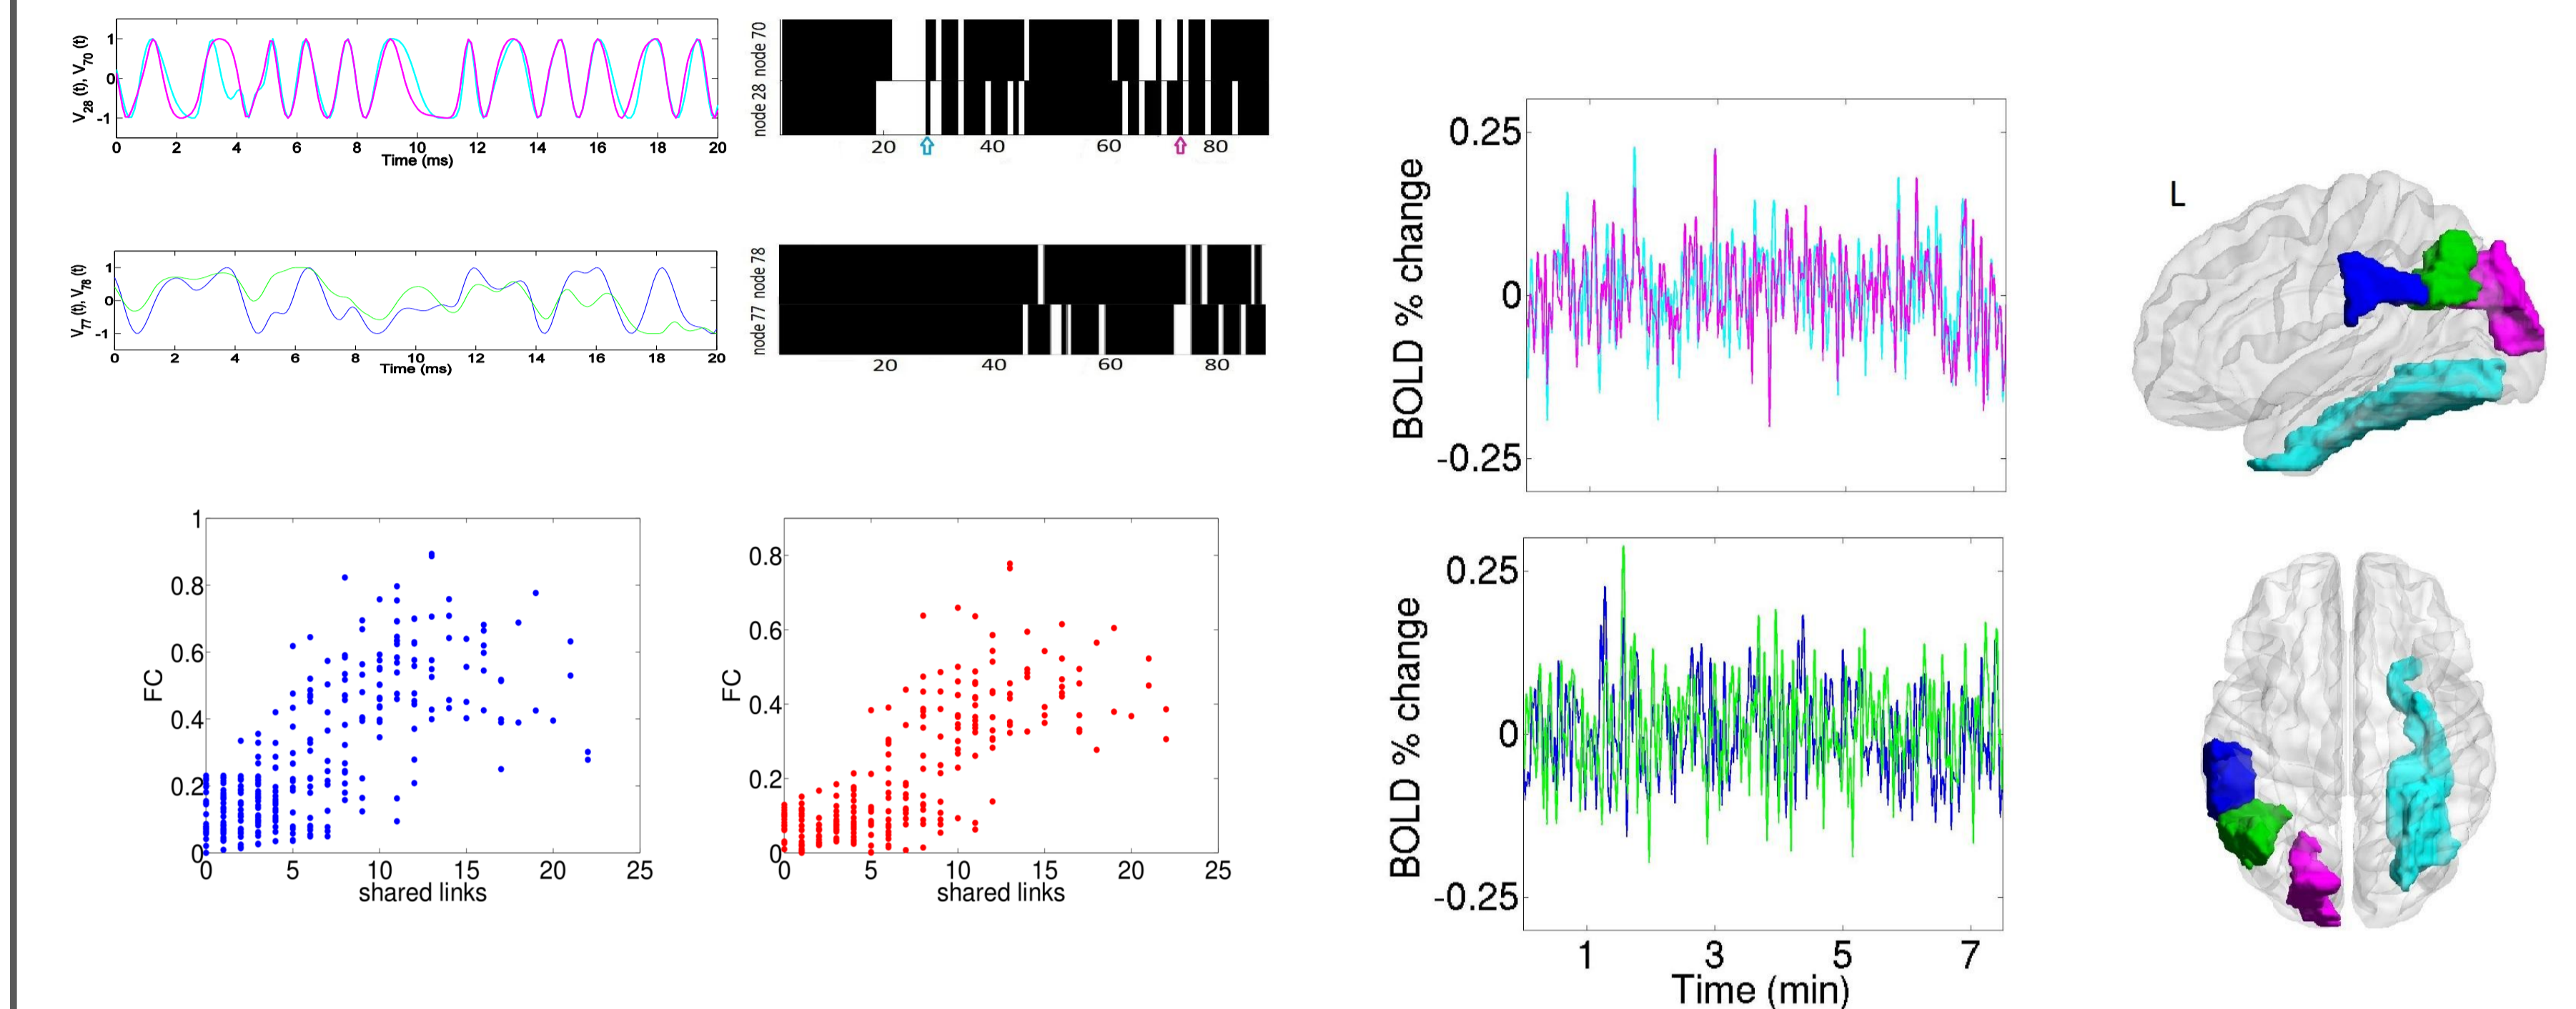 V28 (t), V70 (t)
1
0
-1
0 2 4 6 8 10 12 14 16 18 20
Time (ms)
node 28 node 70
20 40 60 80
V77 (t), V78 (t)
1
0
-1
0 2 4 6 8 10 12 14 16 18 20
Time (ms)
node 77 node 78
20 40 60 80
FC
1
0.8
0.6
0.4
0.2
0
0 5 10 15 20 25
shared links
FC
0.8
0.6
0.4
0.2
0
0 5 10 15 20 25
shared links
BOLD % change
0.25
0
-0.25
L
BOLD % change
0.25
0
-0.25
1 3 5 7
Time (min)